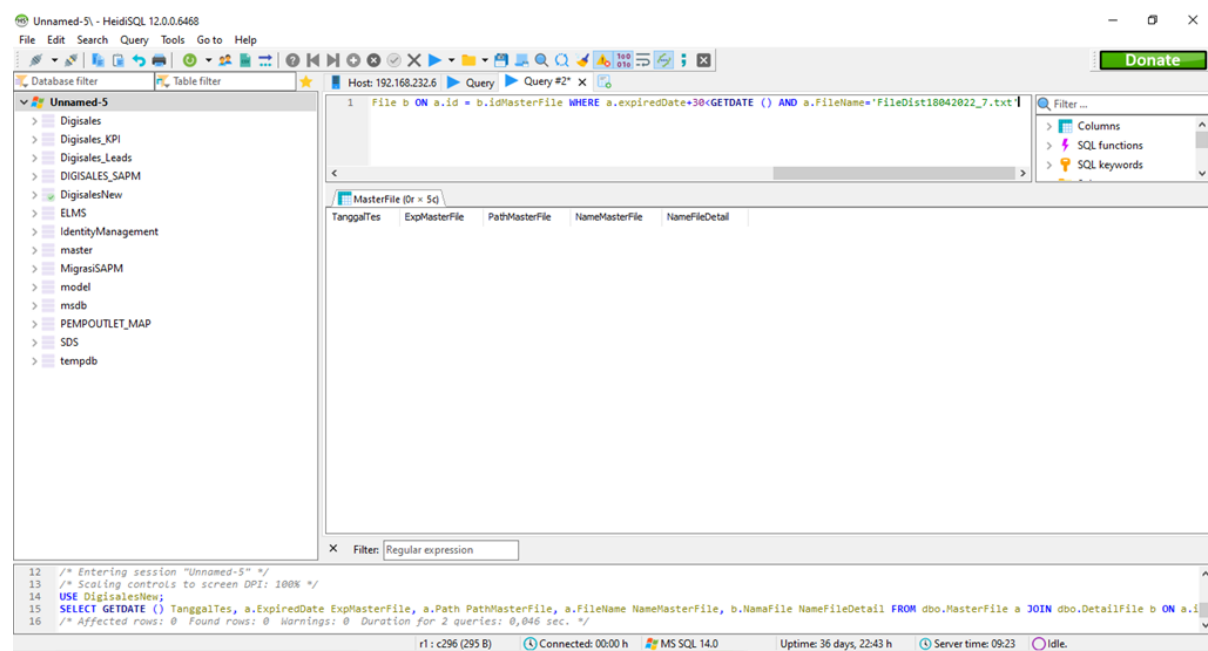 Unnamed-5\ - HeidiSQL 12.0.0.6468
File Edit Search Query Tools Go to Help
Donate
Database filter
Table filter
Host: 192.168.232.6
Query
Query #2*
Unnamed-5
Digisales
Digisales_KPI
Digisales_Leads
DIGISALES_SAPM
DigisalesNew
ELMS
IdentityManagement
master
MigrasiSAPM
model
msdb
PEMPOUTLET_MAP
SDS
tempdb
1 File b ON a.id = b.idMasterFile WHERE a.expiredDate+30<GETDATE () AND a.FileName='FileDist18042022_7.txt'
Filter ...
Columns
SQL functions
SQL keywords
MasterFile (0r × 5c)
TanggalTes ExpMasterFile PathMasterFile NameMasterFile NameFileDetail
Filter: Regular expression
12 /* Entering session "Unnamed-5" */
13 /* Scaling controls to screen DPI: 100% */
14 USE DigisalesNew;
15 SELECT GETDATE () TanggalTes, a.ExpiredDate ExpMasterFile, a.Path PathMasterFile, a.FileName NameMasterFile, b.NamaFile NameFileDetail FROM dbo.MasterFile a JOIN dbo.DetailFile b ON a.i
16 /* Affected rows: 0 Found rows: 0 Warnings: 0 Duration for 2 queries: 0,046 sec. */
r1 : c296 (295 B) Connected: 00:00 h MS SQL 14.0 Uptime: 36 days, 22:43 h Server time: 09:23 Idle.